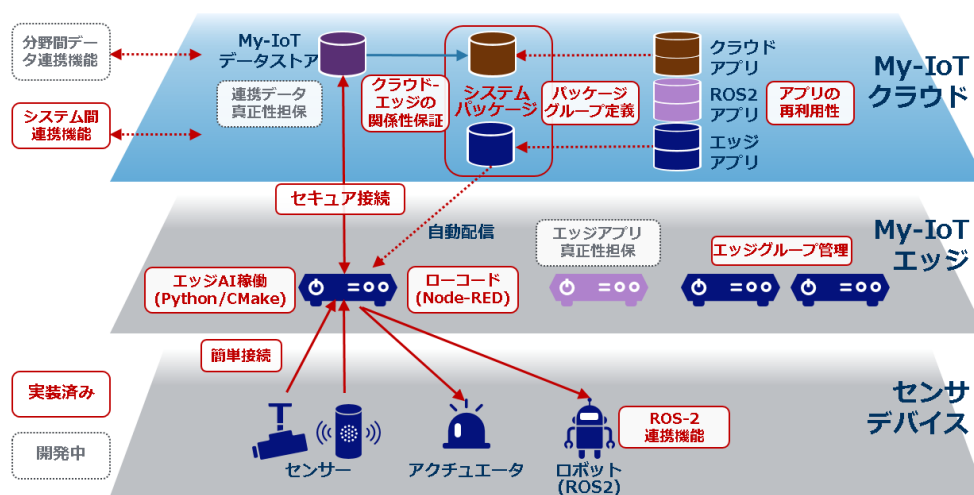 分野間デー
タ連携機能
システム間
連携機能
My-IoT
データストア
連携データ
真正性担保
クラウド-
エッジの
関係性保証
システム
パッケージ
パッケージ
グループ定義
クラウド
アプリ
ROS2
アプリ
エッジ
アプリ
アプリの
再利用性
My-IoT
クラウド
セキュア接続
自動配信
エッジAI稼働
(Python/CMake)
ローコード
(Node-RED)
エッジアプリ
真正性担保
エッジグループ管理
My-IoT
エッジ
簡単接続
実装済み
開発中
センサー
アクチュエータ
ロボット
(ROS2)
ROS-2
連携機能
センサ
デバイス